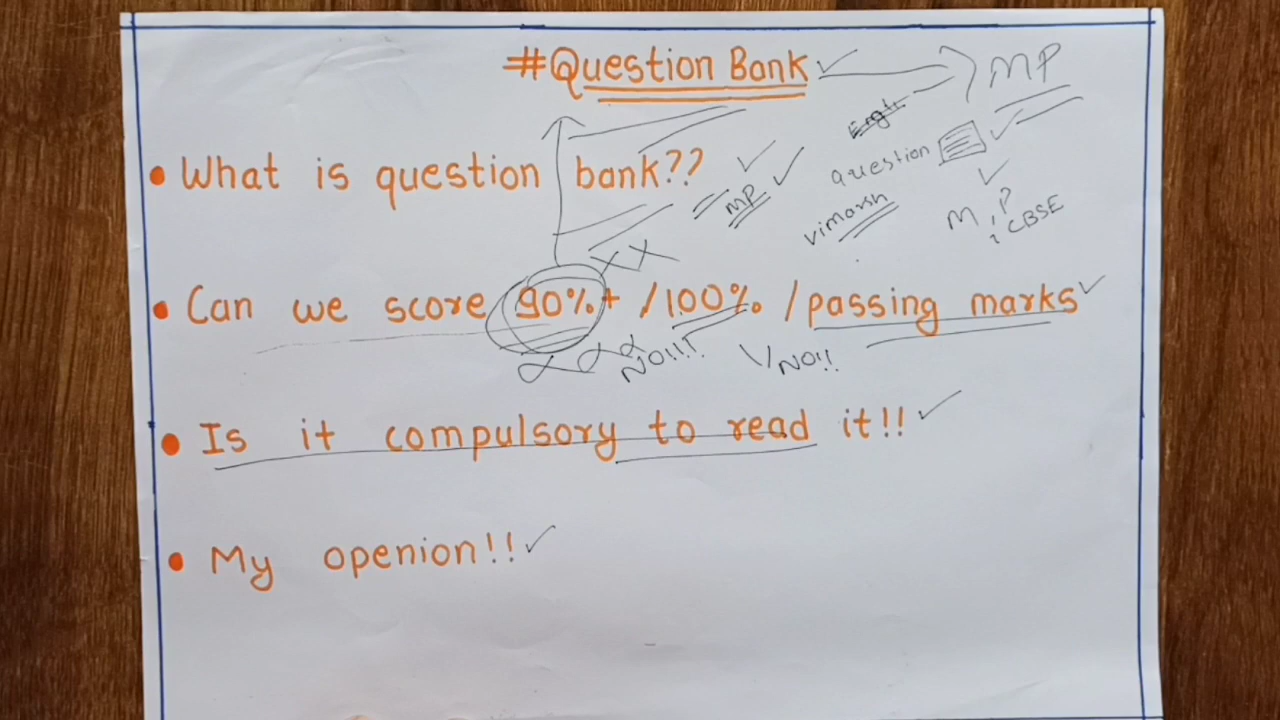 #Question Bank
MP
• What is question bank??
MP
question
vimarsh
M.P
CBSE
• Can we score 90%+ /100% /passing marks
XX
NO!!!
NO!!
• Is it compulsory to read it!!
• My openion!!